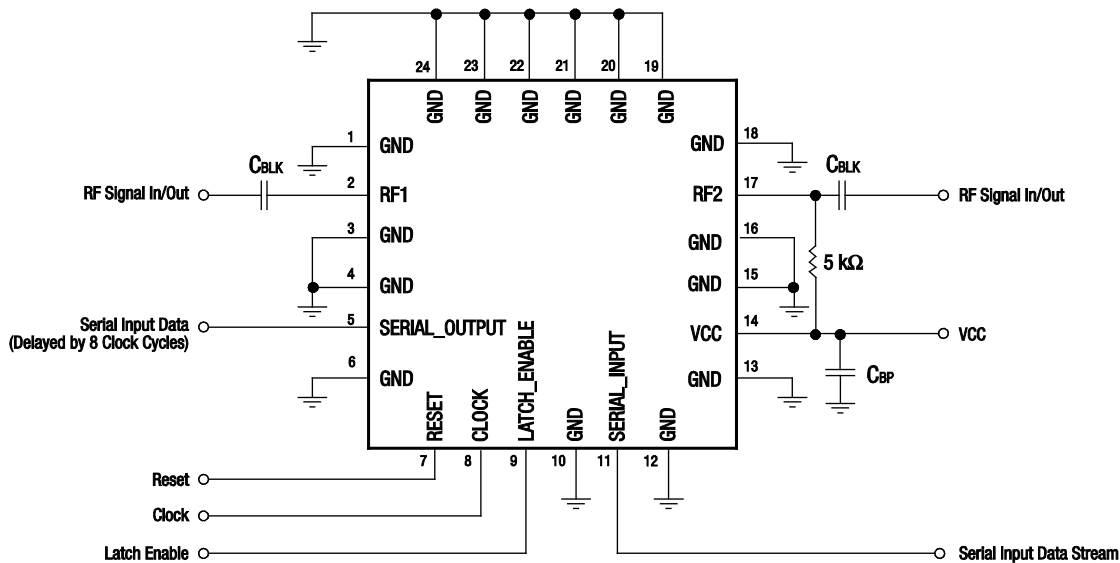 24
23
22
21
20
19
GND
GND
GND
GND
GND
GND
1
GND
GND
18
CBLK
CBLK
RF Signal In/Out
2
RF1
RF2
17
RF Signal In/Out
3
GND
GND
16
5 kΩ
4
GND
GND
15
Serial Input Data
(Delayed by 8 Clock Cycles)
5
SERIAL_OUTPUT
VCC
14
VCC
6
GND
GND
13
CBP
RESET
CLOCK
LATCH_ENABLE
GND
SERIAL_INPUT
GND
7
8
9
10
11
12
Reset
Clock
Latch Enable
Serial Input Data Stream